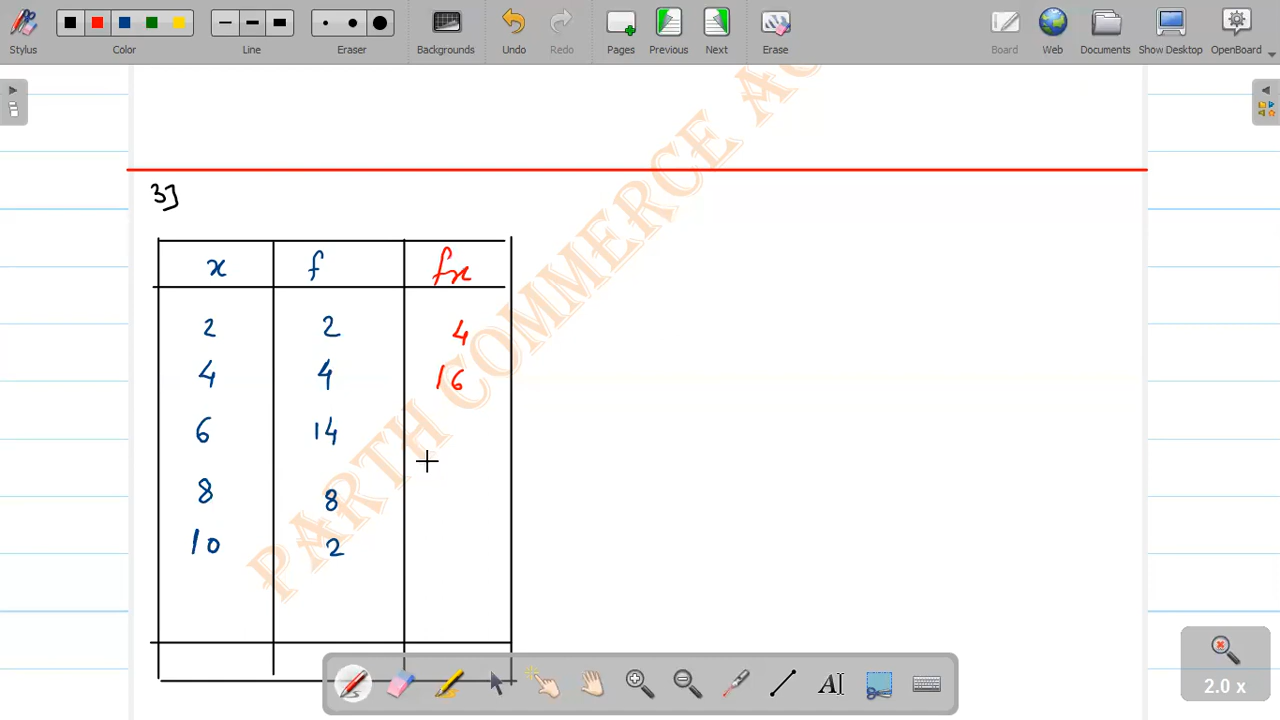 Stylus Color Line Eraser Backgrounds Undo Redo Pages Previous Next Erase Board Web Documents Show Desktop OpenBoard
PARTH COMMERCE AC
3]
x f fx
2 2 4
4 4 16
6 14
8 8
10 2
2.0 x